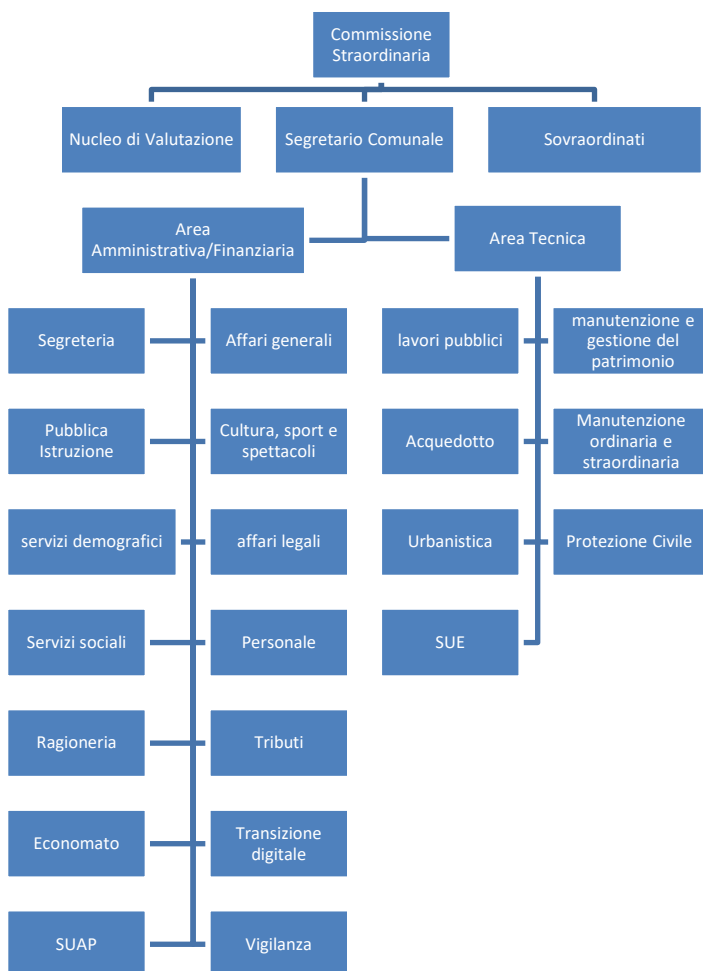 Commissione
Straordinaria
Nucleo di Valutazione
Segretario Comunale
Sovraordinati
Area
Amministrativa/Finanziaria
Area Tecnica
Segreteria
Affari generali
lavori pubblici
manutenzione e
gestione del
patrimonio
Pubblica
Istruzione
Cultura, sport e
spettacoli
Acquedotto
Manutenzione
ordinaria e
straordinaria
servizi demografici
affari legali
Urbanistica
Protezione Civile
Servizi sociali
Personale
SUE
Ragioneria
Tributi
Economato
Transizione
digitale
SUAP
Vigilanza